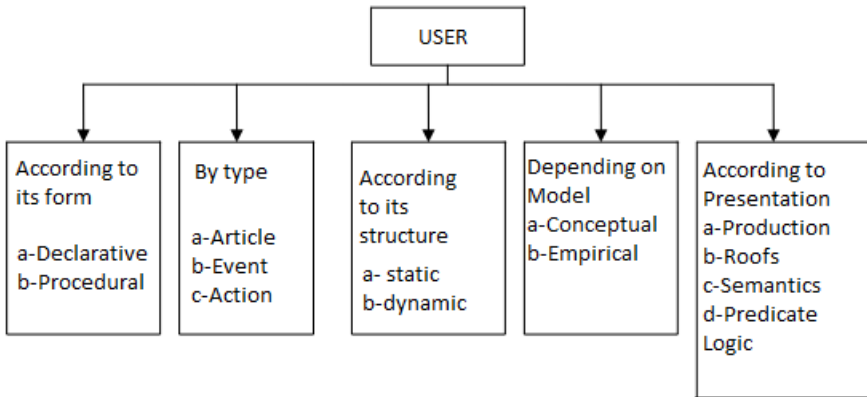 USER
According to
its form
a-Declarative
b-Procedural
By type
a-Article
b-Event
c-Action
According
to its
structure
a- static
b-dynamic
Depending on
Model
a-Conceptual
b-Empirical
According to
Presentation
a-Production
b-Roofs
c-Semantics
d-Predicate
Logic